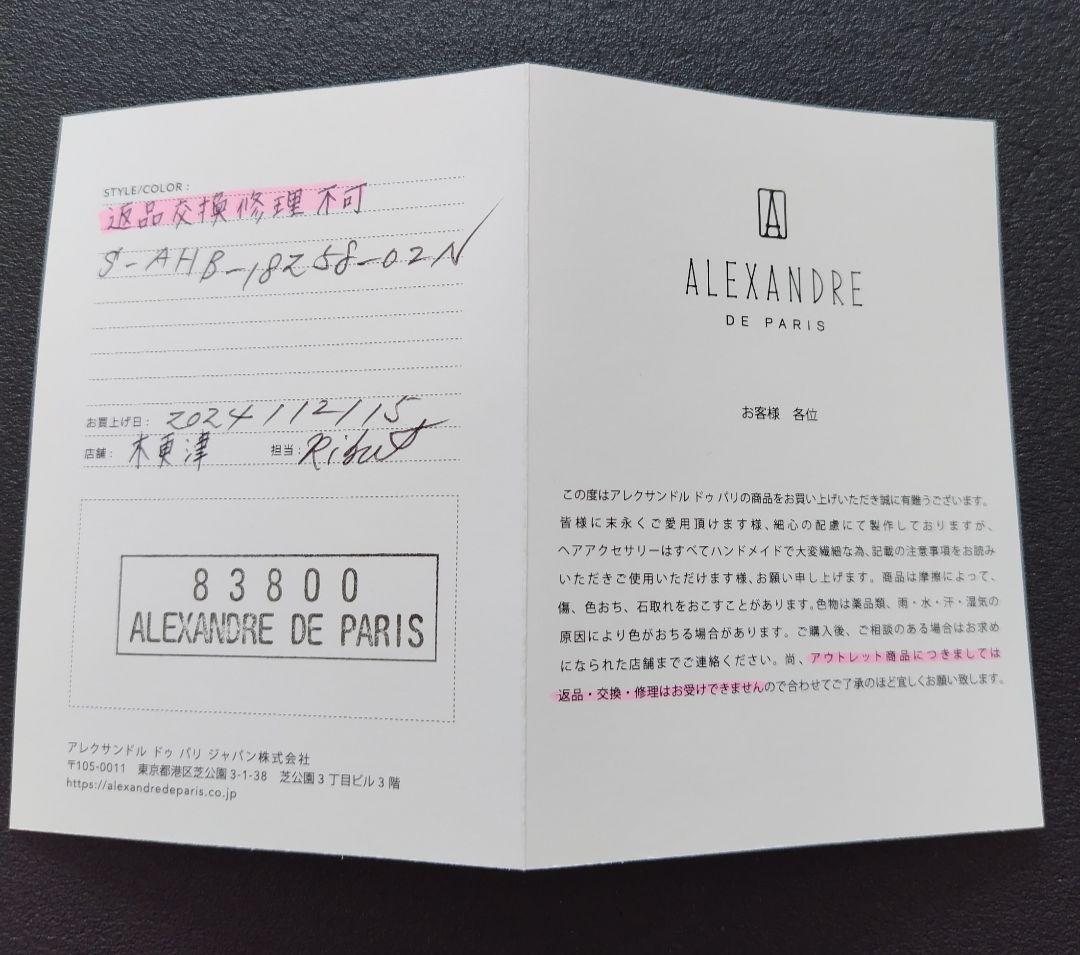 STYLE/COLOR :
返品交換修理不可
S-AHB-18258-02N
お買上げ日: 2024/12/15
店舗: 木更津 担当:
83800
ALEXANDRE DE PARIS
アレクサンドル ドゥ パリ ジャパン株式会社
〒105-0011 東京都港区芝公園3-1-38 芝公園3丁目ビル3階
https://alexandredeparis.co.jp
A
ALEXANDRE
DE PARIS
お客様 各位
この度はアレクサンドル ドゥ パリの商品をお買い上げいただき誠に有難うございます。
皆様に末永くご愛用頂けます様、細心の配慮にて製作しておりますが、
ヘアアクセサリーはすべてハンドメイドで大変繊細な為、記載の注意事項をお読み
いただきご使用いただけます様、お願い申し上げます。商品は摩擦によって、
傷、色おち、石取れをおこすことがあります。色物は薬品類、雨・水・汗・湿気の
原因により色がおちる場合があります。ご購入後、ご相談のある場合はお求め
になられた店舗までご連絡ください。尚、アウトレット商品につきましては
返品・交換・修理はお受けできませんので合わせてご了承のほど宜しくお願い致します。